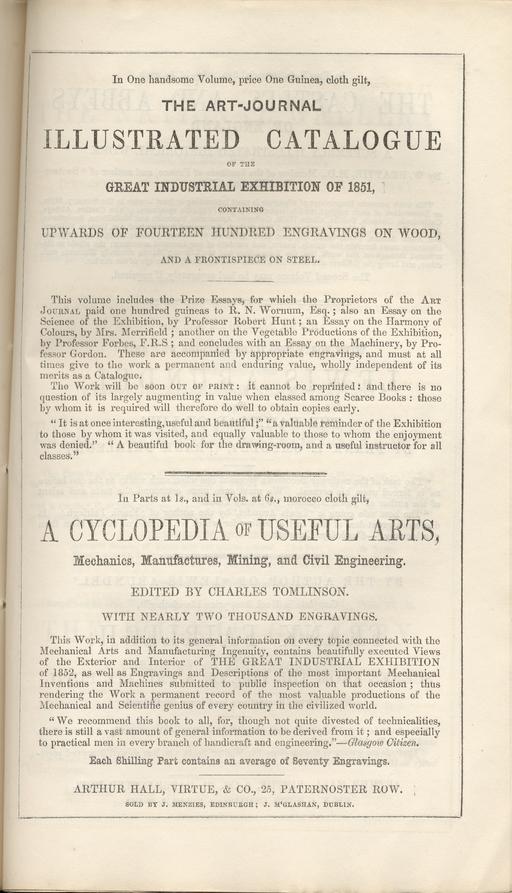 In One handsome Volume, price One Guinea, cloth gilt,
THE ART-JOURNAL
ILLUSTRATED CATALOGUE
OF THE
GREAT INDUSTRIAL EXHIBITION OF 1851,
CONTAINING
UPWARDS OF FOURTEEN HUNDRED ENGRAVINGS ON WOOD,
AND A FRONTISPIECE ON STEEL.
This volume includes the Prize Essays, for which the Proprietors of the ART
JOURNAL paid one hundred guineas to R. N. Wornum, Esq.; also an Essay on the
Science of the Exhibition, by Professor Robert Hunt; an Essay on the Harmony of
Colours, by Mrs. Merrifield; another on the Vegetable Productions of the Exhibition,
by Professor Forbes, F.R.S; and concludes with an Essay on the Machinery, by Pro-
fessor Gordon. These are accompanied by appropriate engravings, and must at all
times give to the work a permanent and enduring value, wholly independent of its
merits as a Catalogue.
The Work will be soon OUT OF PRINT: it cannot be reprinted: and there is no
question of its largely augmenting in value when classed among Scarce Books: those
by whom it is required will therefore do well to obtain copies early.
"It is at once interesting, useful and beautiful;" "a valuable reminder of the Exhibition
to those by whom it was visited, and equally valuable to those to whom the enjoyment
was denied." "A beautiful book for the drawing-room, and a useful instructor for all
classes."
In Parts at 1s., and in Vols. at 6s., morocco cloth gilt,
A CYCLOPEDIA OF USEFUL ARTS,
Mechanics, Manufactures, Mining, and Civil Engineering.
EDITED BY CHARLES TOMLINSON.
WITH NEARLY TWO THOUSAND ENGRAVINGS.
This Work, in addition to its general information on every topic connected with the
Mechanical Arts and Manufacturing Ingenuity, contains beautifully executed Views
of the Exterior and Interior of THE GREAT INDUSTRIAL EXHIBITION
of 1852, as well as Engravings and Descriptions of the most important Mechanical
Inventions and Machines submitted to public inspection on that occasion; thus
rendering the Work a permanent record of the most valuable productions of the
Mechanical and Scientific genius of every country in the civilized world.
"We recommend this book to all, for, though not quite divested of technicalities,
there is still a vast amount of general information to be derived from it; and especially
to practical men in every branch of handicraft and engineering."—Glasgow Citizen.
Each Shilling Part contains an average of Seventy Engravings.
ARTHUR HALL, VIRTUE, & CO., 25, PATERNOSTER ROW.
SOLD BY J. MENZIES, EDINBURGH; J. M'GLASHAN, DUBLIN.